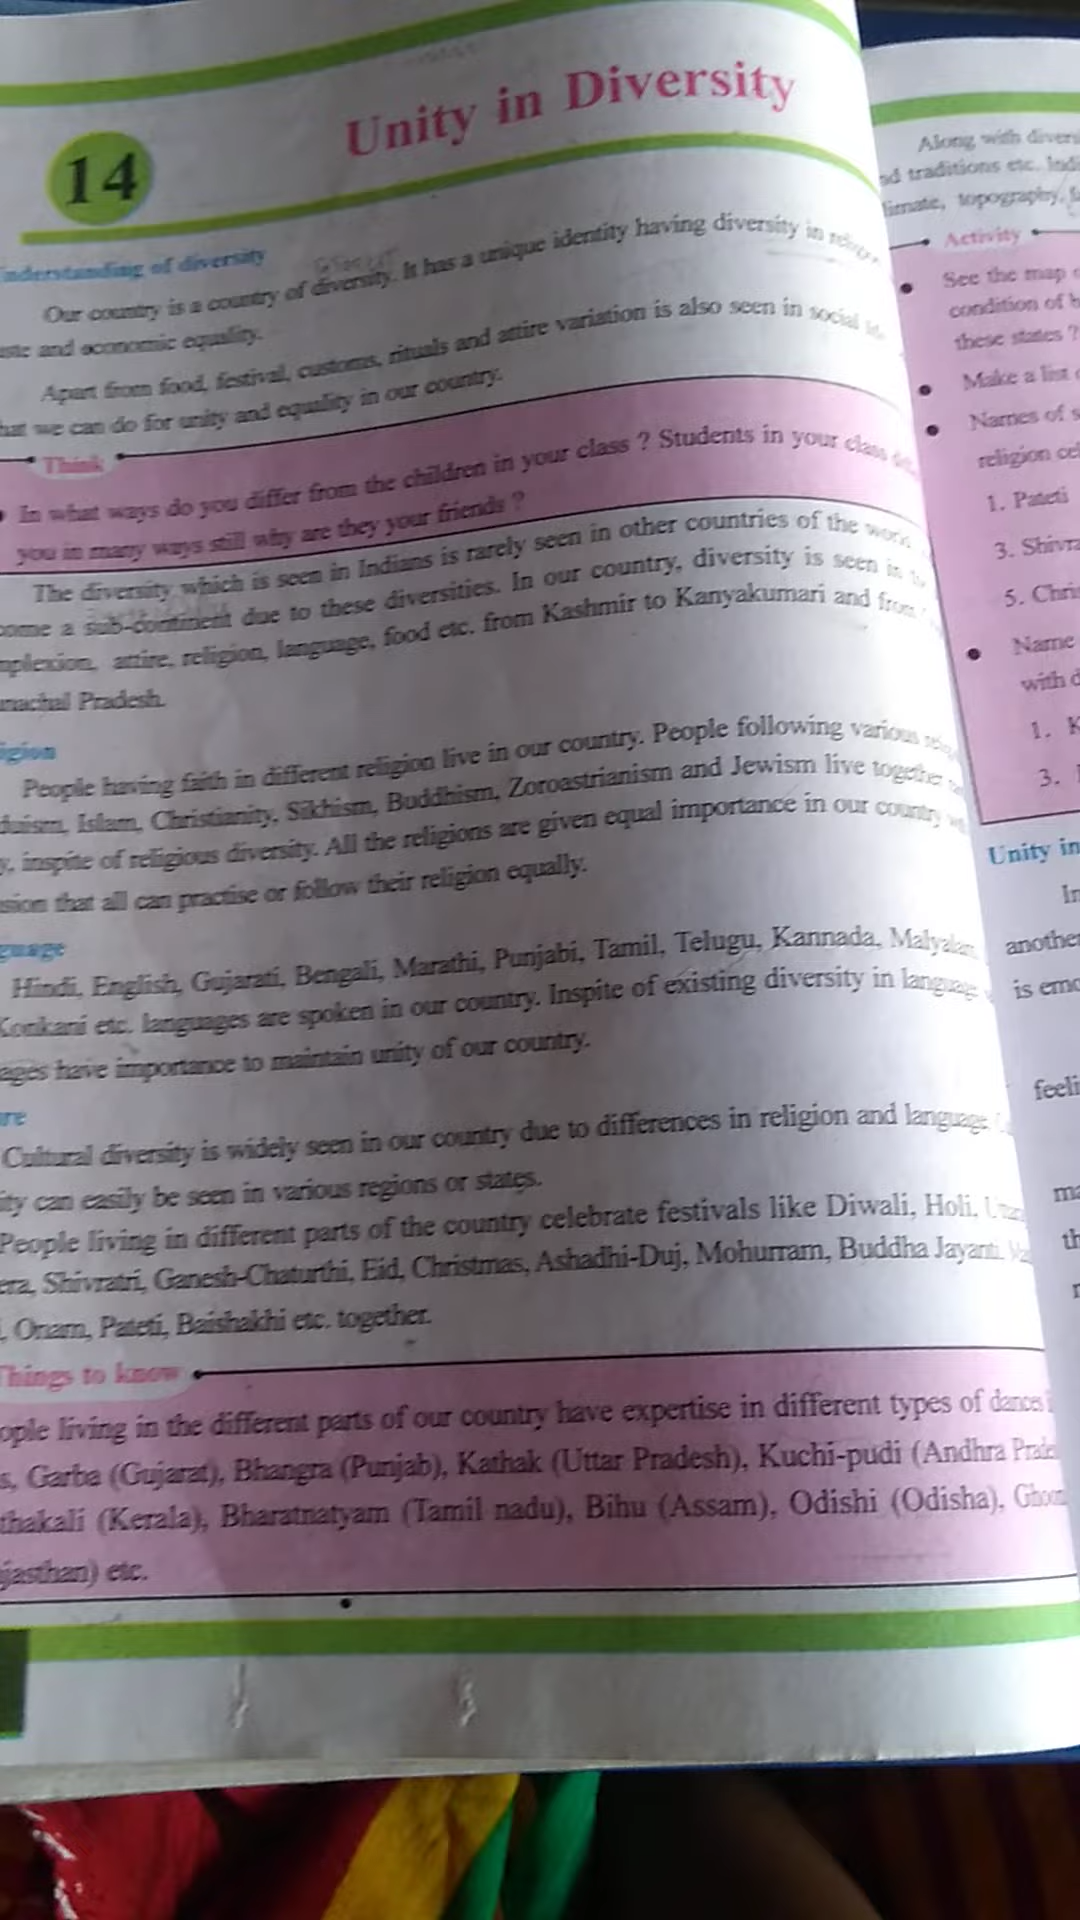 Unity in Diversity
14
Understanding of diversity
Our country is a country of diversity. It has a unique identity having diversity in
and economic equality.
Apart from food, festival, customs, rituals and attire variation is also seen in social
we can do for unity and equality in our country.
Think
In what ways do you differ from the children in your class ? Students in your class
you in many ways still why are they your friends ?
The diversity which is seen in Indians is rarely seen in other countries of the
a sub-continent due to these diversities. In our country, diversity is seen in
attire, religion, language, food etc. from Kashmir to Kanyakumari and from
Pradesh.
People having faith in different religion live in our country. People following various
Islam, Christianity, Sikhism, Buddhism, Zoroastrianism and Jewism live together
inspite of religious diversity. All the religions are given equal importance in our country
that all can practise or follow their religion equally.
Hindi, English, Gujarati, Bengali, Marathi, Punjabi, Tamil, Telugu, Kannada,
Konkani etc. languages are spoken in our country. Inspite of existing diversity in
have importance to maintain unity of our country.
Cultural diversity is widely seen in our country due to differences in religion and language.
can easily be seen in various regions or states.
People living in different parts of the country celebrate festivals like Diwali, Holi,
Shivratri, Ganesh-Chaturthi, Eid, Christmas, Ashadhi-Duj, Mohurram, Buddha Jayanti
Onam, Pateti, Baishakhi etc. together.
Things to know
living in the different parts of our country have expertise in different types of dances
Garba (Gujarat), Bhangra (Punjab), Kathak (Uttar Pradesh), Kuchi-pudi (Andhra
(Kerala), Bharatnatyam (Tamil nadu), Bihu (Assam), Odishi (Odisha),
etc.
Along with
traditions etc.
topography,
Activity
See the map
condition of
these states ?
Make a list
Names of
religion
1. Pateti
3.
5.
Name
with
1.
3.
Unity in